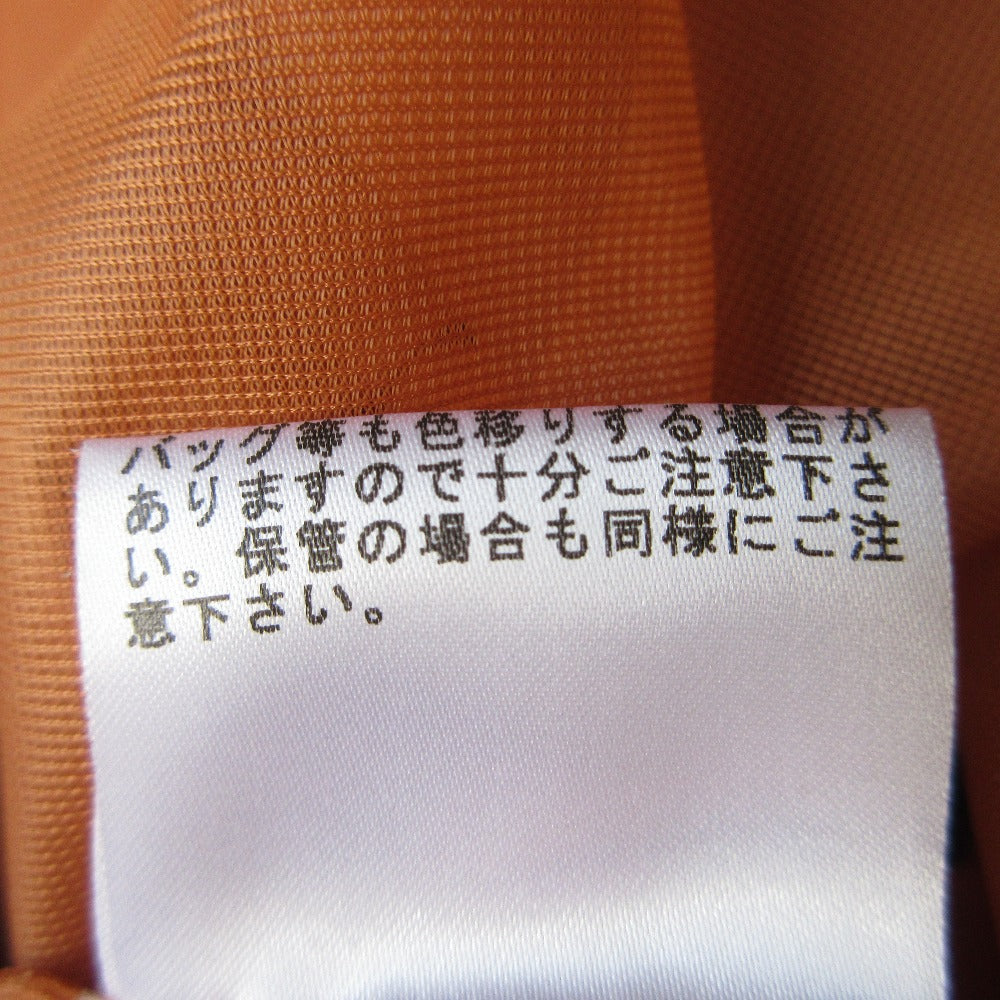 バッグ等も色移りする場合が
ありますので十分ご注意下さ
い。保管の場合も同様にご注
意下さい。